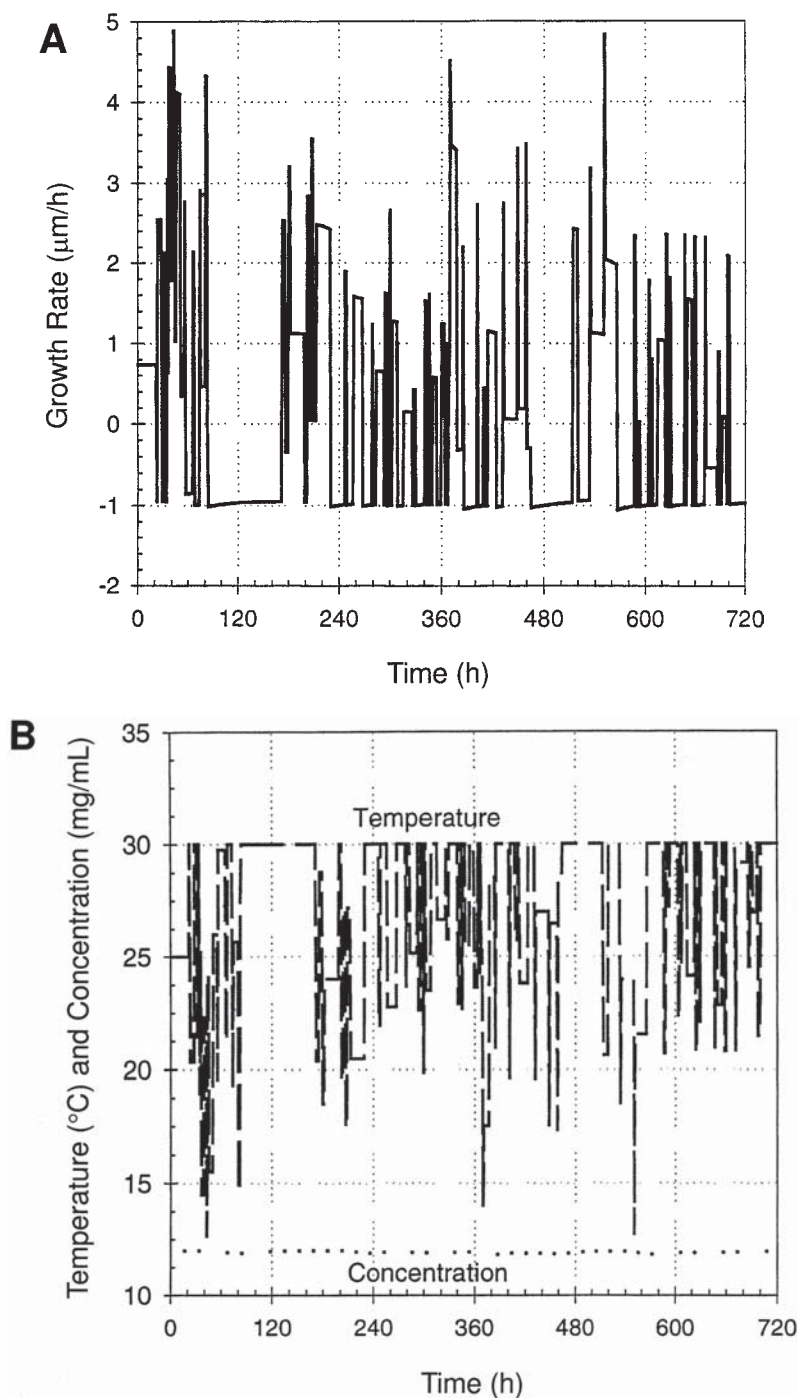 A
Growth Rate (μm/h)
5
4
3
2
1
0
-1
-2
0 120 240 360 480 600 720
Time (h)
B
Temperature (°C) and Concentration (mg/mL)
35
30
25
20
15
10
Temperature
Concentration
0 120 240 360 480 600 720
Time (h)